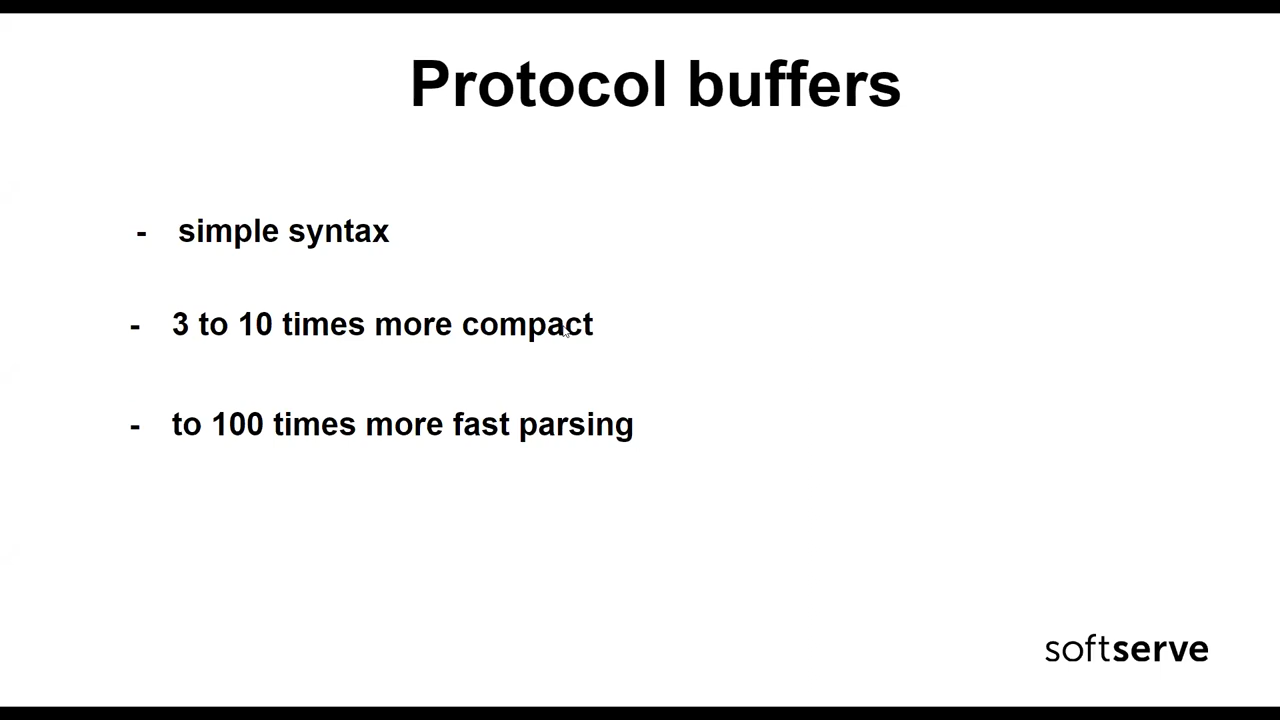 Protocol buffers
- simple syntax
- 3 to 10 times more compact
- to 100 times more fast parsing
softserve